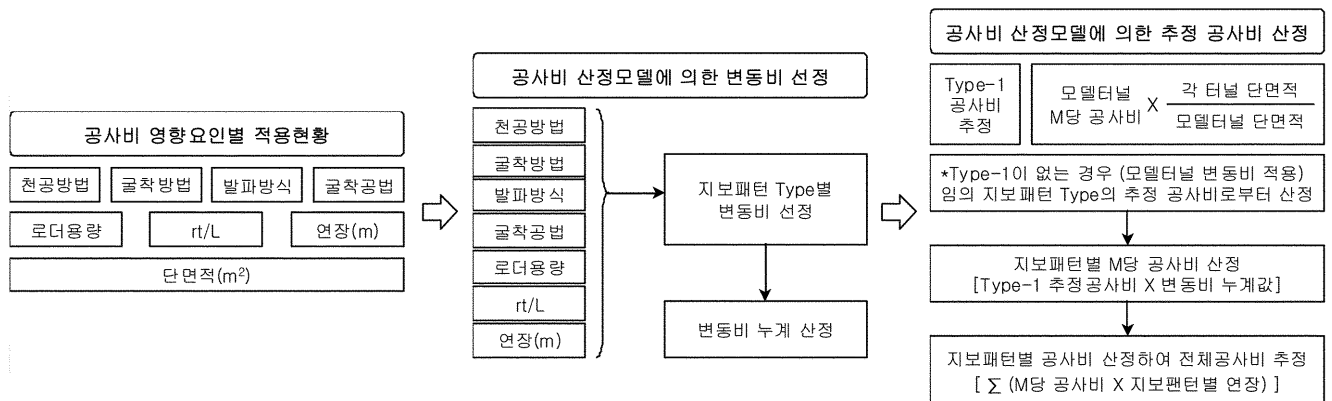 공사비 영향요인별 적용현황
천공방법
굴착방법
발파방식
굴착공법
로더용량
rt/L
연장(m)
단면적(m²)
공사비 산정모델에 의한 변동비 선정
천공방법
굴착방법
발파방식
굴착공법
로더용량
rt/L
연장(m)
지보패턴 Type별
변동비 선정
변동비 누계 산정
공사비 산정모델에 의한 추정 공사비 산정
Type-1
공사비
추정
모델터널
M당 공사비
X
각 터널 단면적
모델터널 단면적
*Type-1이 없는 경우 (모델터널 변동비 적용)
임의 지보패턴 Type의 추정 공사비로부터 산정
지보패턴별 M당 공사비 산정
[Type-1 추정공사비 X 변동비 누계값]
지보패턴별 공사비 산정하여 전체공사비 추정
[ ∑ (M당 공사비 X 지보팬턴별 연장) ]